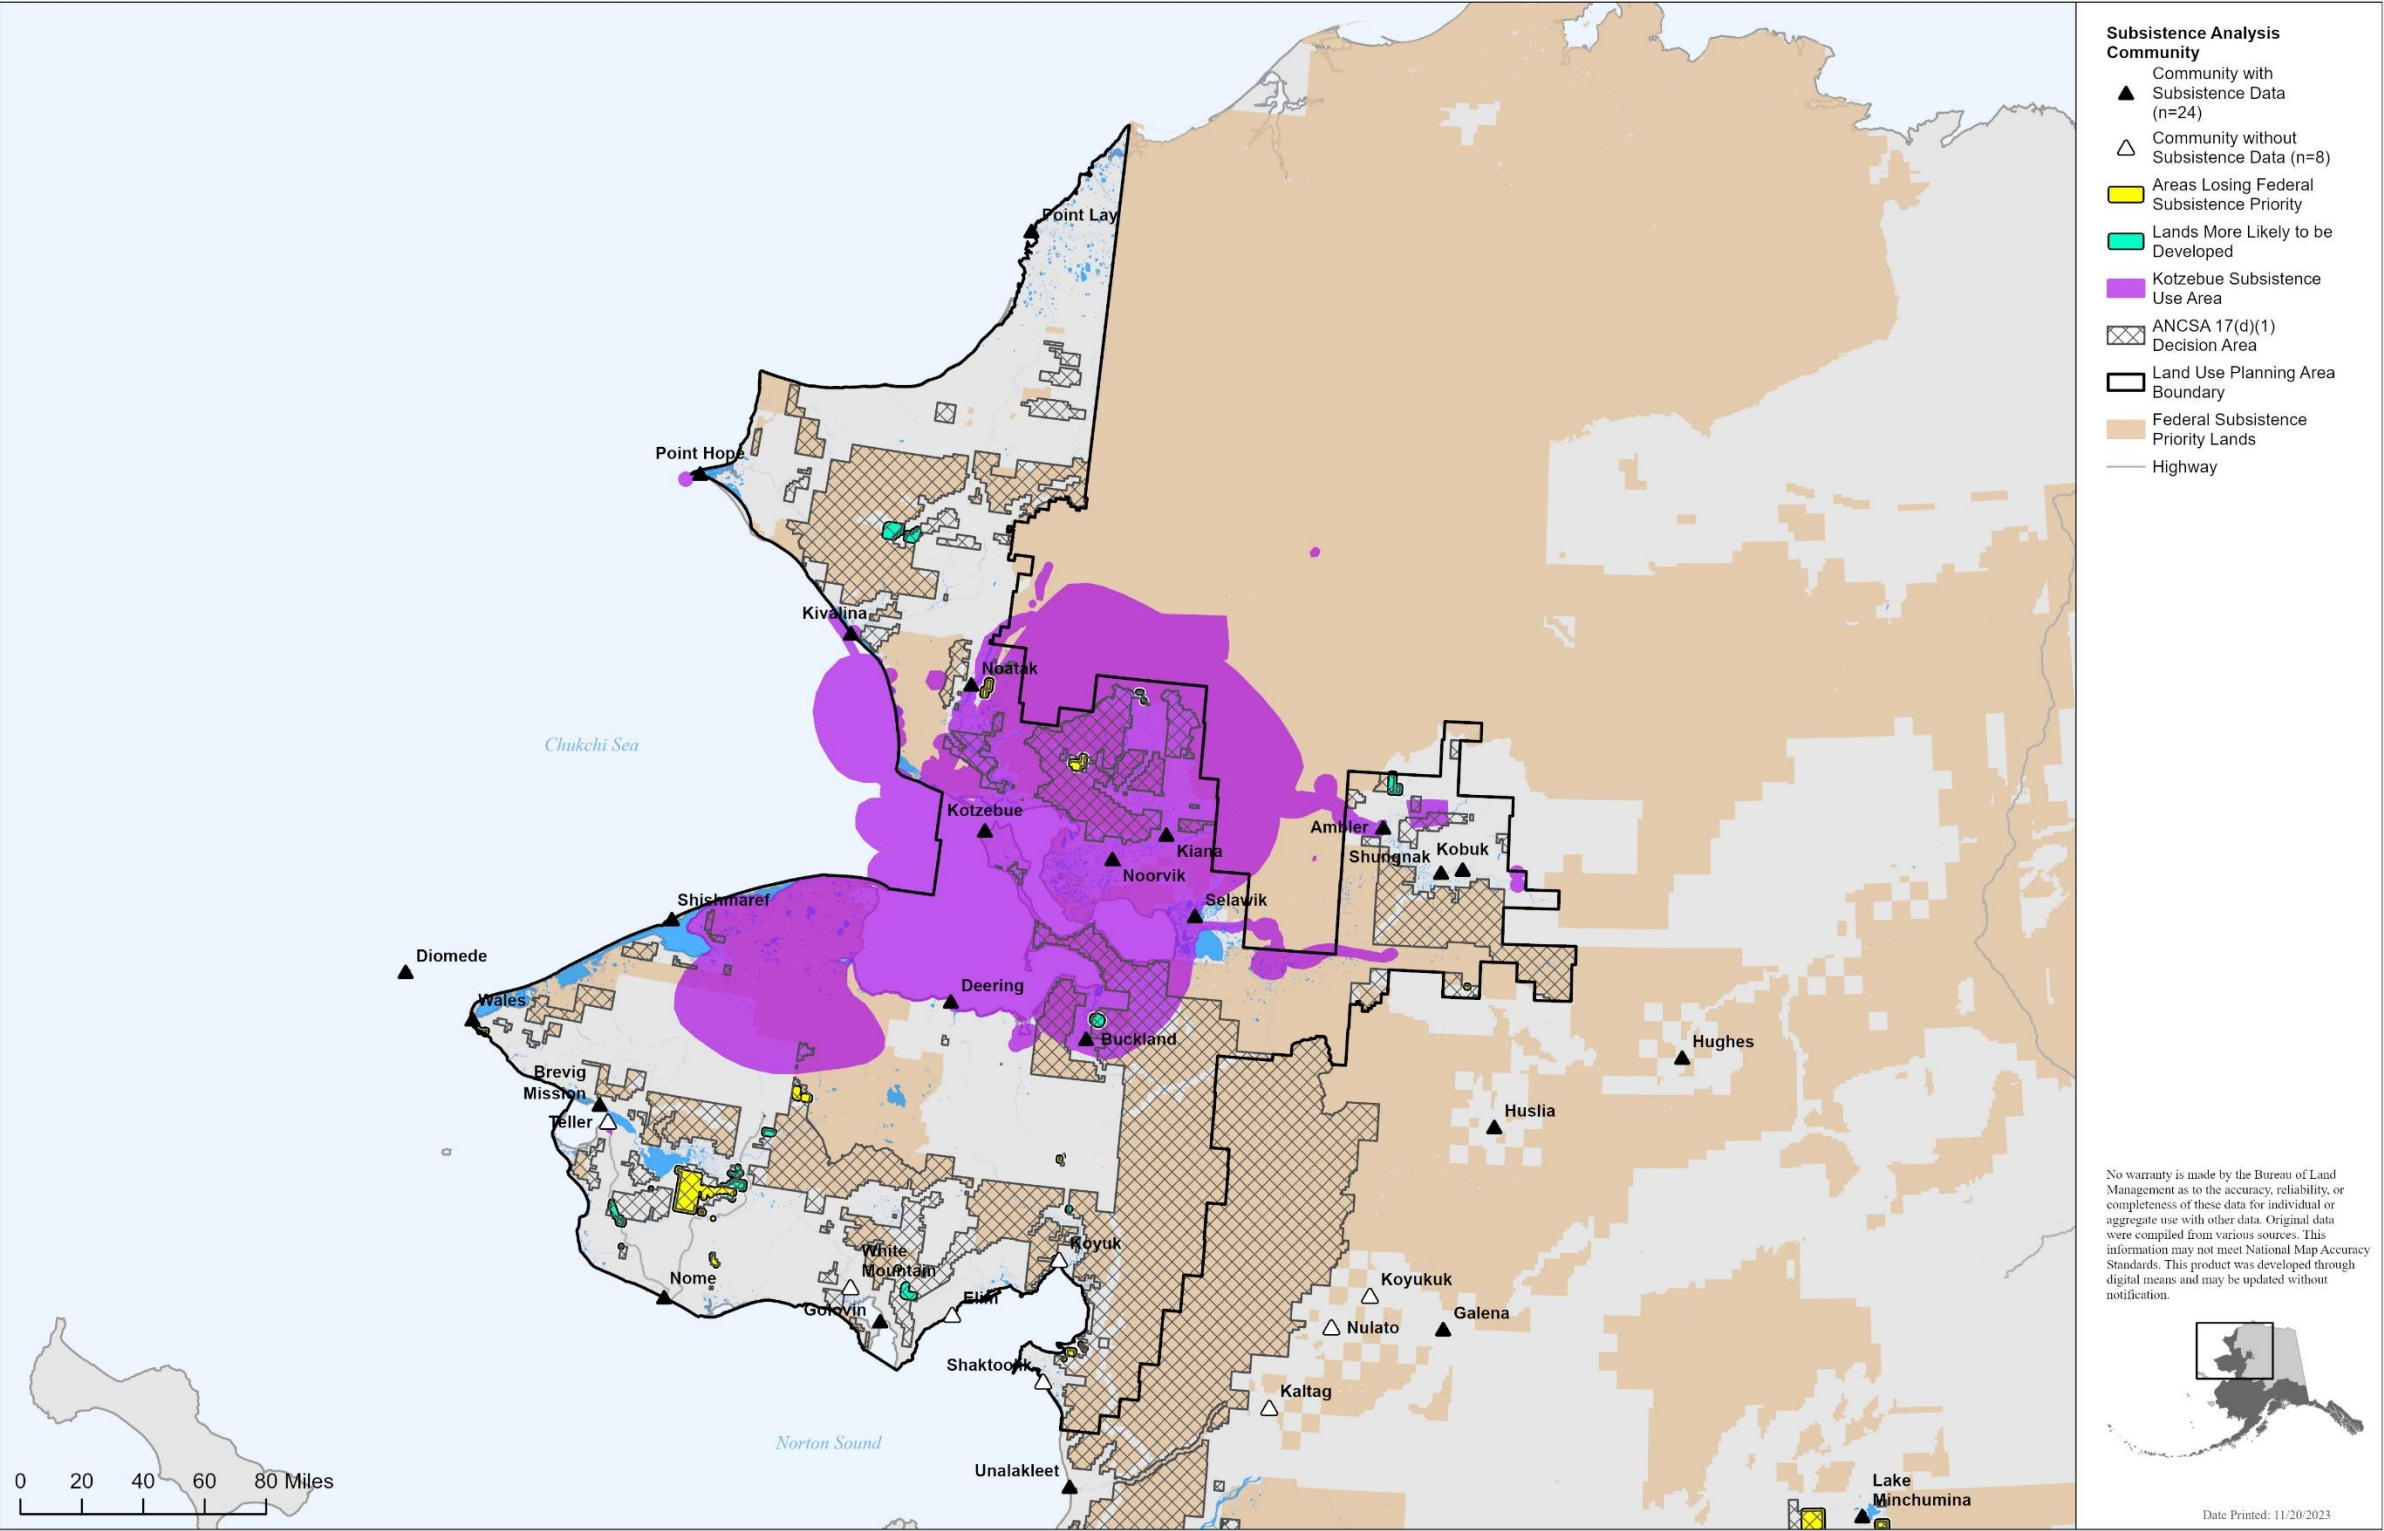 Point Lay
Point Hope
Kivalina
Noatak
Chukchi Sea
Kotzebue
Kiana
Noorvik
Ambler
Shungnak
Kobuk
Selawik
Shishmaref
Diomede
Wales
Deering
Buckland
Hughes
Brevig
Mission
Teller
Huslia
Koyuk
White
Mountain
Nome
Golovin
Elim
Koyukuk
Nulato
Galena
Shaktoolik
Kaltag
Norton Sound
Unalakleet
Lake
Minchumina
0 20 40 60 80 Miles
Subsistence Analysis
Community
Community with
Subsistence Data
(n=24)
Community without
Subsistence Data (n=8)
Areas Losing Federal
Subsistence Priority
Lands More Likely to be
Developed
Kotzebue Subsistence
Use Area
ANCSA 17(d)(1)
Decision Area
Land Use Planning Area
Boundary
Federal Subsistence
Priority Lands
Highway
No warranty is made by the Bureau of Land
Management as to the accuracy, reliability, or
completeness of these data for individual or
aggregate use with other data. Original data
were compiled from various sources. This
information may not meet National Map Accuracy
Standards. This product was developed through
digital means and may be updated without
notification.
Date Printed: 11/20/2023